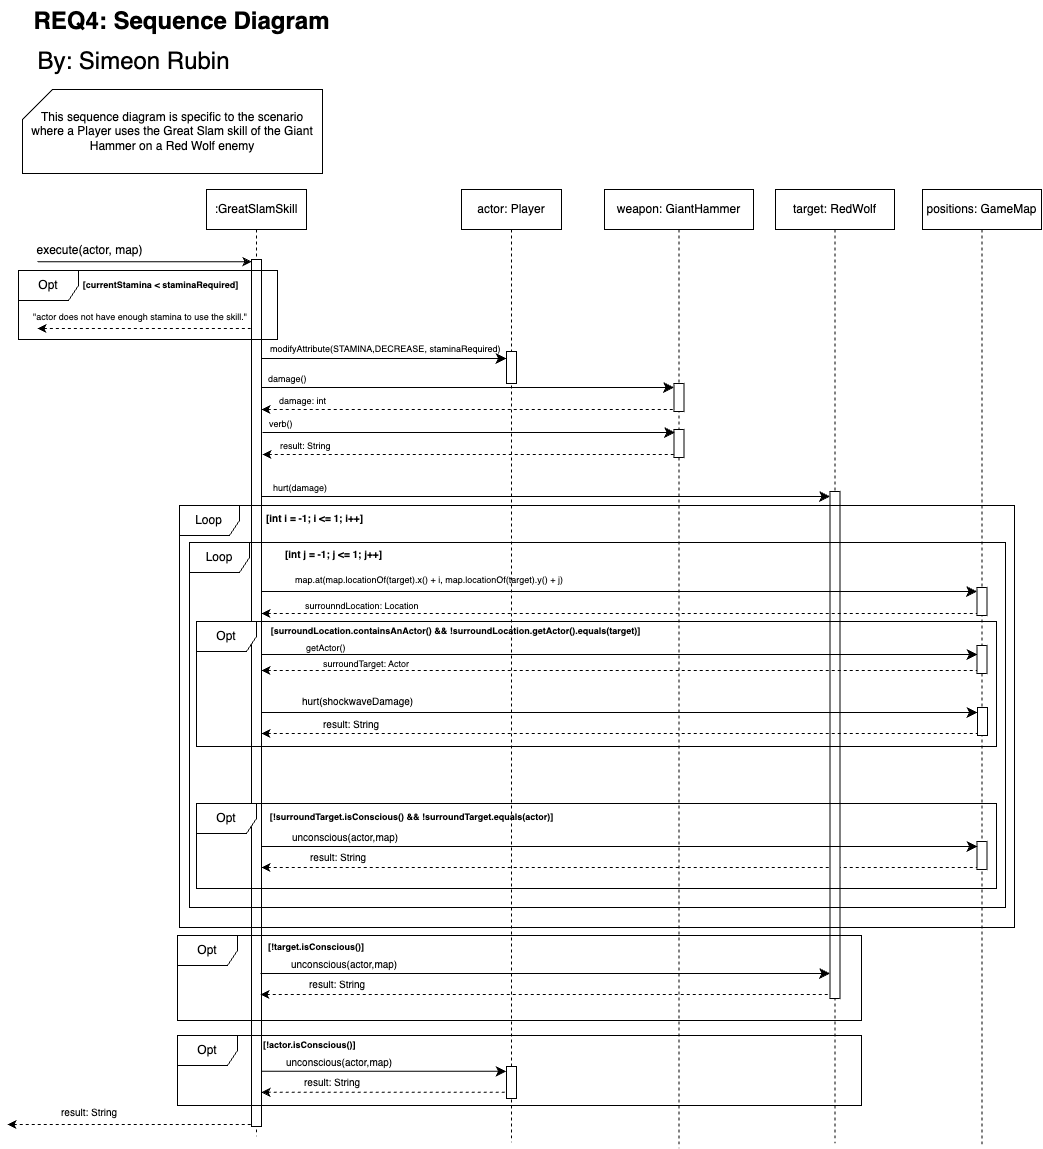 REQ4: Sequence Diagram
By: Simeon Rubin
This sequence diagram is specific to the scenario
where a Player uses the Great Slam skill of the Giant
Hammer on a Red Wolf enemy
:GreatSlamSkill
actor: Player
weapon: GiantHammer
target: RedWolf
positions: GameMap
execute(actor, map)
Opt
[currentStamina < staminaRequired]
"actor does not have enough stamina to use the skill."
modifyAttribute(STAMINA,DECREASE, staminaRequired)
damage()
damage: int
verb()
result: String
hurt(damage)
Loop
[int i = -1; i <= 1; i++]
Loop
[int j = -1; j <= 1; j++]
map.at(map.locationOf(target).x() + i, map.locationOf(target).y() + j)
surrounndLocation: Location
Opt
[surroundLocation.containsAnActor() && !surroundLocation.getActor().equals(target)]
getActor()
surroundTarget: Actor
hurt(shockwaveDamage)
result: String
Opt
[!surroundTarget.isConscious() && !surroundTarget.equals(actor)]
unconscious(actor,map)
result: String
Opt
[!target.isConscious()]
unconscious(actor,map)
result: String
Opt
[!actor.isConscious()]
unconscious(actor,map)
result: String
result: String